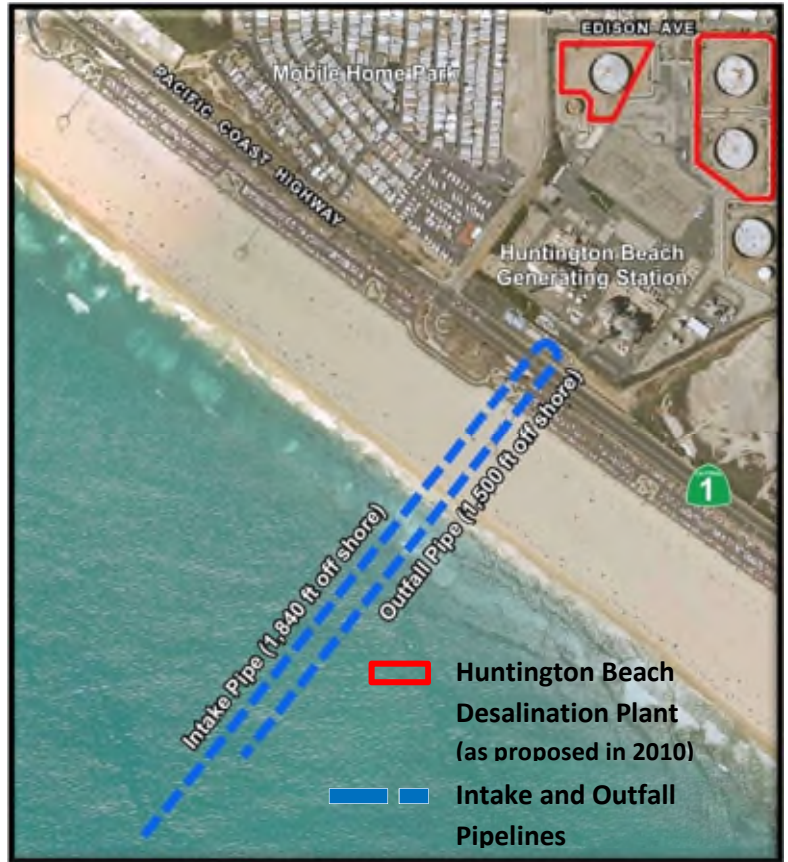 EDISON AVE
Mobile Home Park
PACIFIC COAST HIGHWAY
Huntington Beach
Generating Station
Intake Pipe (1,840 ft off shore)
Outfall Pipe (1,500 ft off shore)
1
Huntington Beach
Desalination Plant
(as proposed in 2010)
Intake and Outfall
Pipelines